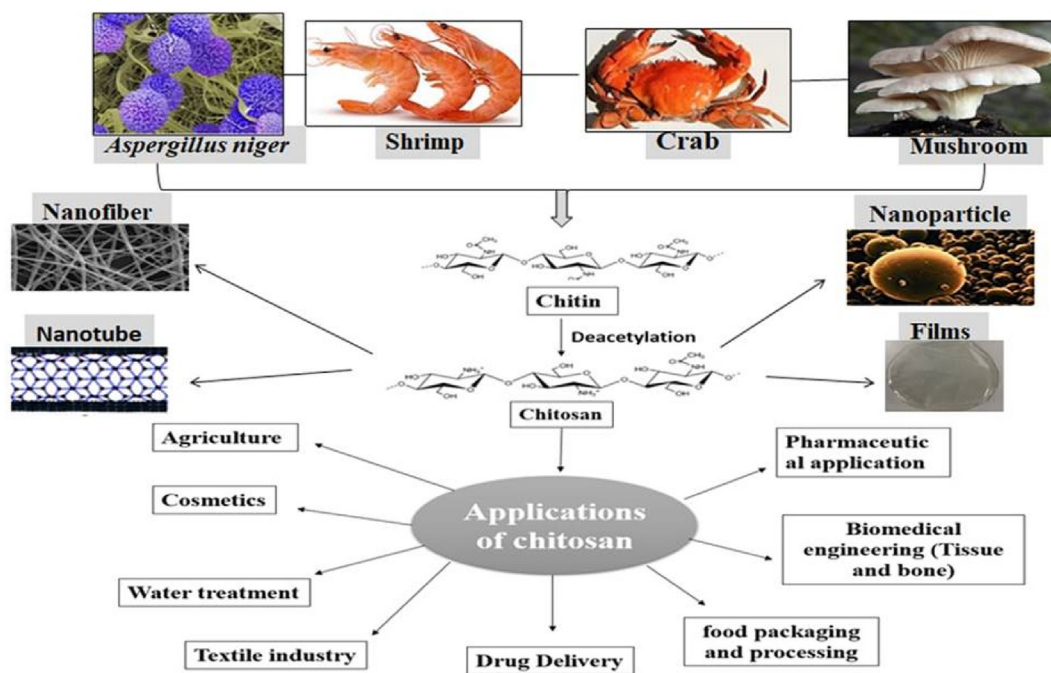 Aspergillus niger
Shrimp
Crab
Mushroom
Nanofiber
Nanoparticle
Chitin
Nanotube
Deacetylation
Films
Chitosan
Agriculture
Pharmaceutic
al application
Cosmetics
Applications
of chitosan
Biomedical
engineering (Tissue
and bone)
Water treatment
Textile industry
Drug Delivery
food packaging
and processing